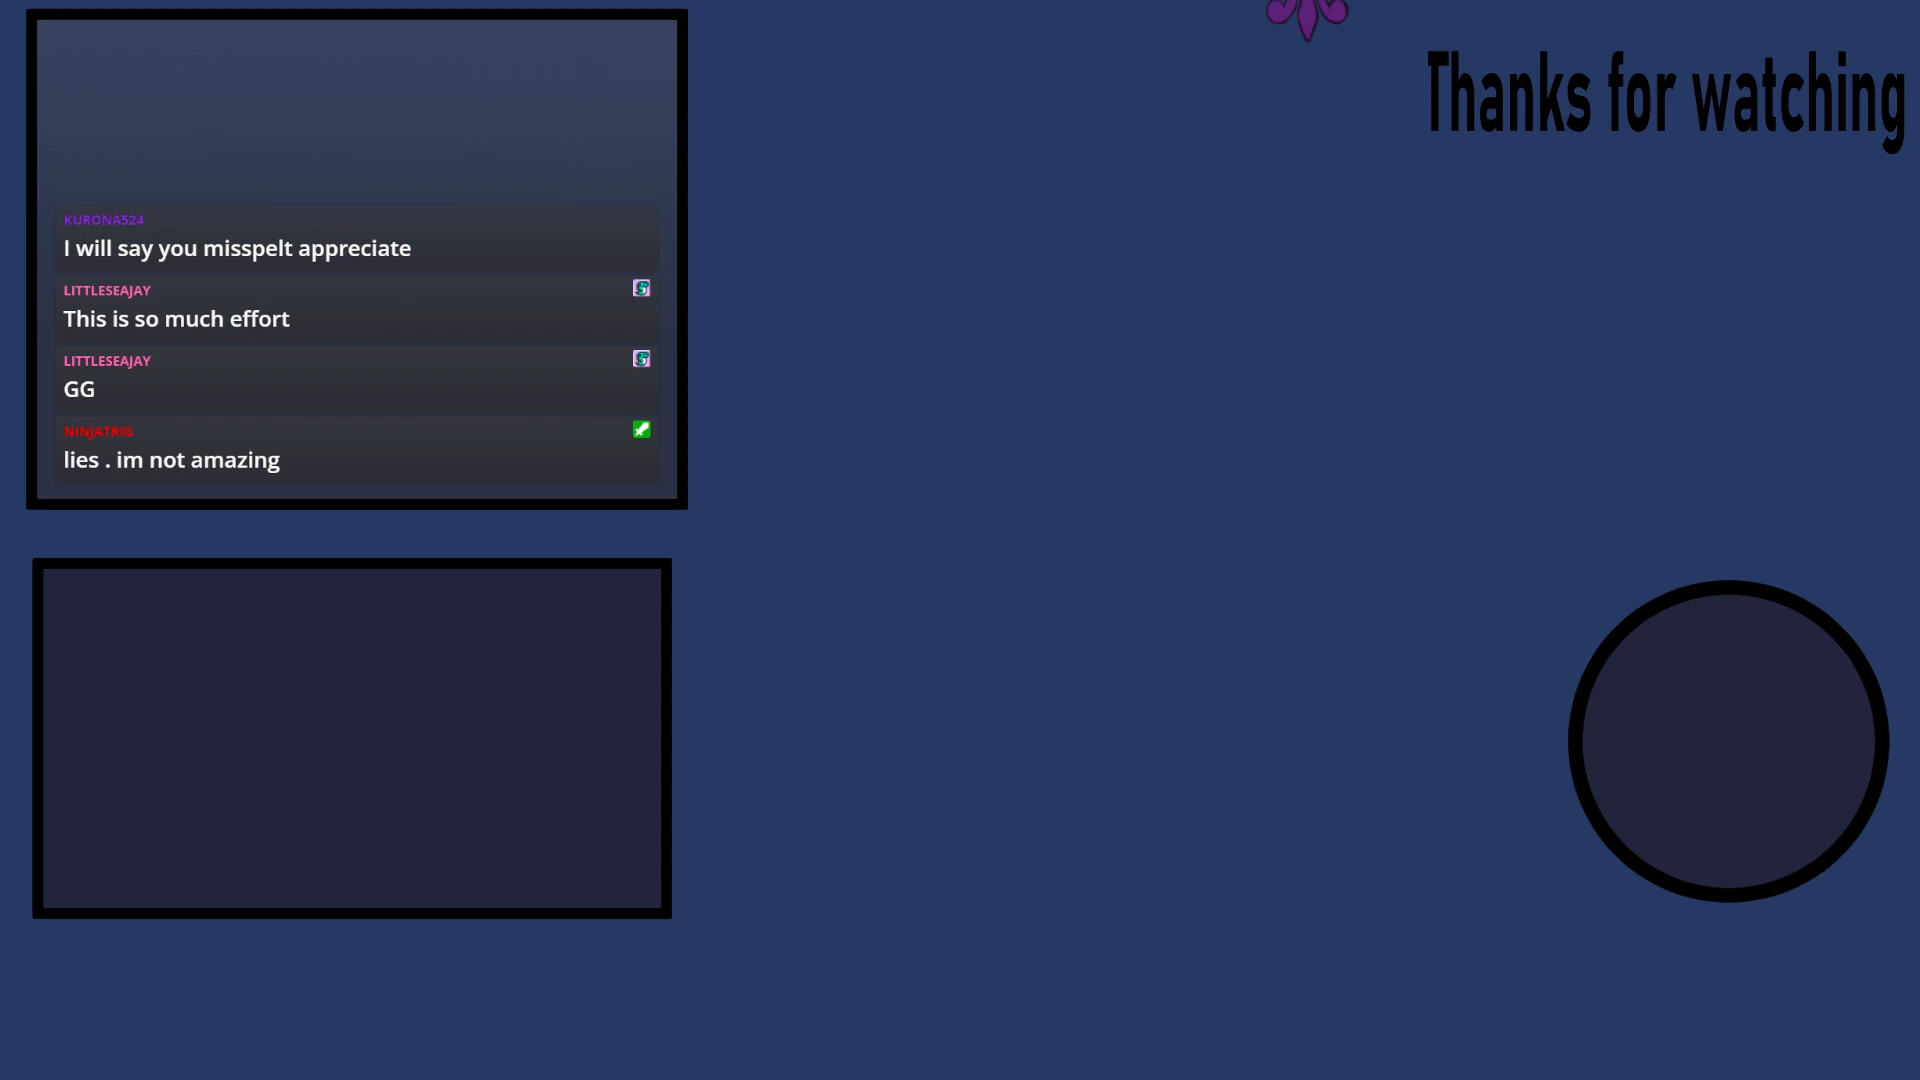 Thanks for watching
KURONA524
I will say you misspelt appreciate
LITTLESEAJAY
This is so much effort
LITTLESEAJAY
GG
NINJATRIG
lies . im not amazing